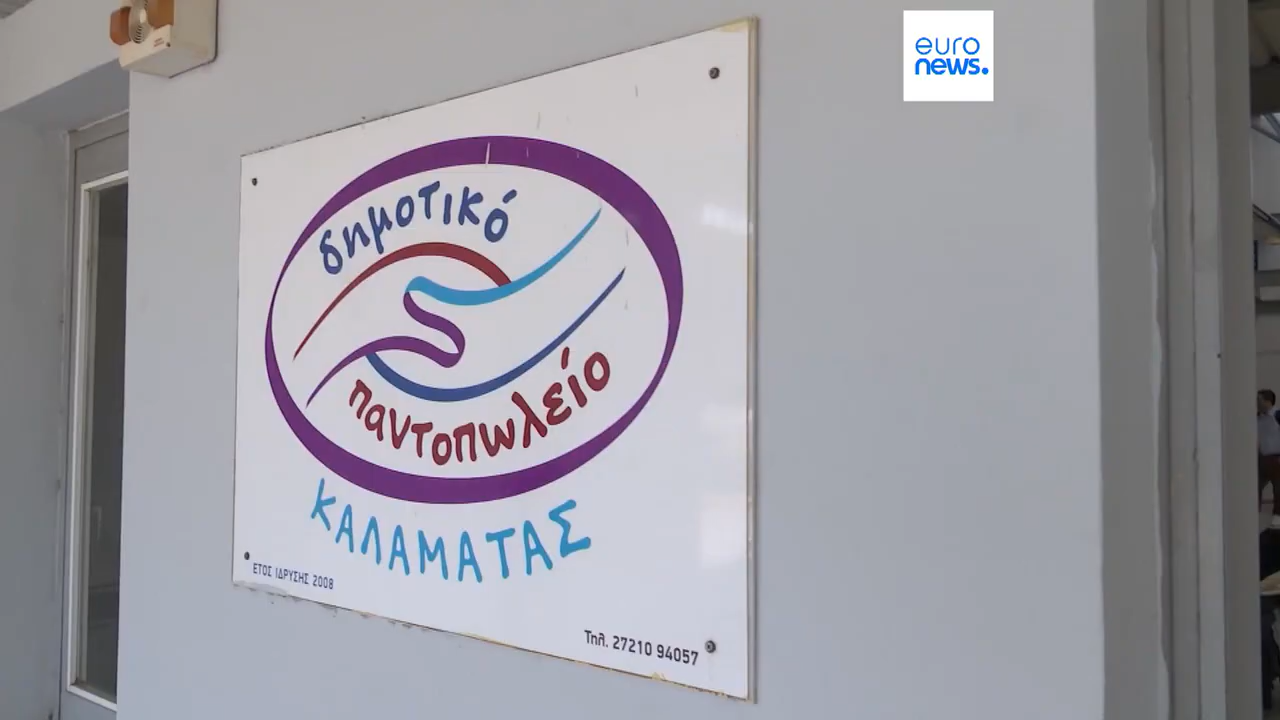 euro
news.
δημοτικό
παντοπωλείο
ΚΑΛΑΜΑΤΑΣ
ΕΤΟΣ ΙΔΡΥΣΗΣ 2008
Τηλ. 27210 94057